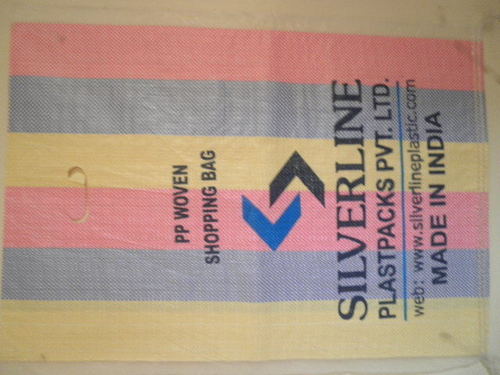 PP WOVEN
SHOPPING BAG
SILVERLINE
PLASTPACKS PVT. LTD.
web: www.silverlineplastic.com
MADE IN INDIA